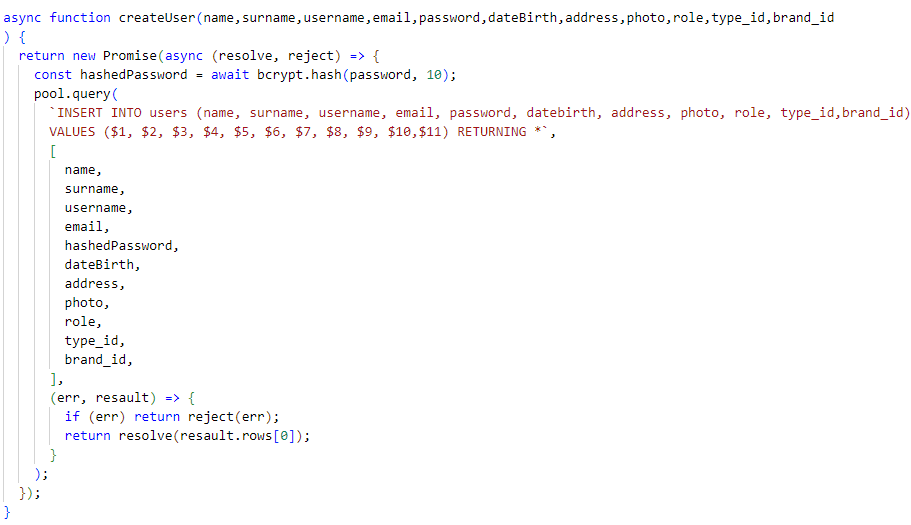 async function createUser(name,surname,username,email,password,dateBirth,address,photo,role,type_id,brand_id
) {
  return new Promise(async (resolve, reject) => {
    const hashedPassword = await bcrypt.hash(password, 10);
    pool.query(
      `INSERT INTO users (name, surname, username, email, password, datebirth, address, photo, role, type_id,brand_id)
      VALUES ($1, $2, $3, $4, $5, $6, $7, $8, $9, $10,$11) RETURNING *`,
      [
        name,
        surname,
        username,
        email,
        hashedPassword,
        dateBirth,
        address,
        photo,
        role,
        type_id,
        brand_id,
      ],
      (err, resault) => {
        if (err) return reject(err);
        return resolve(resault.rows[0]);
      }
    );
  });
}